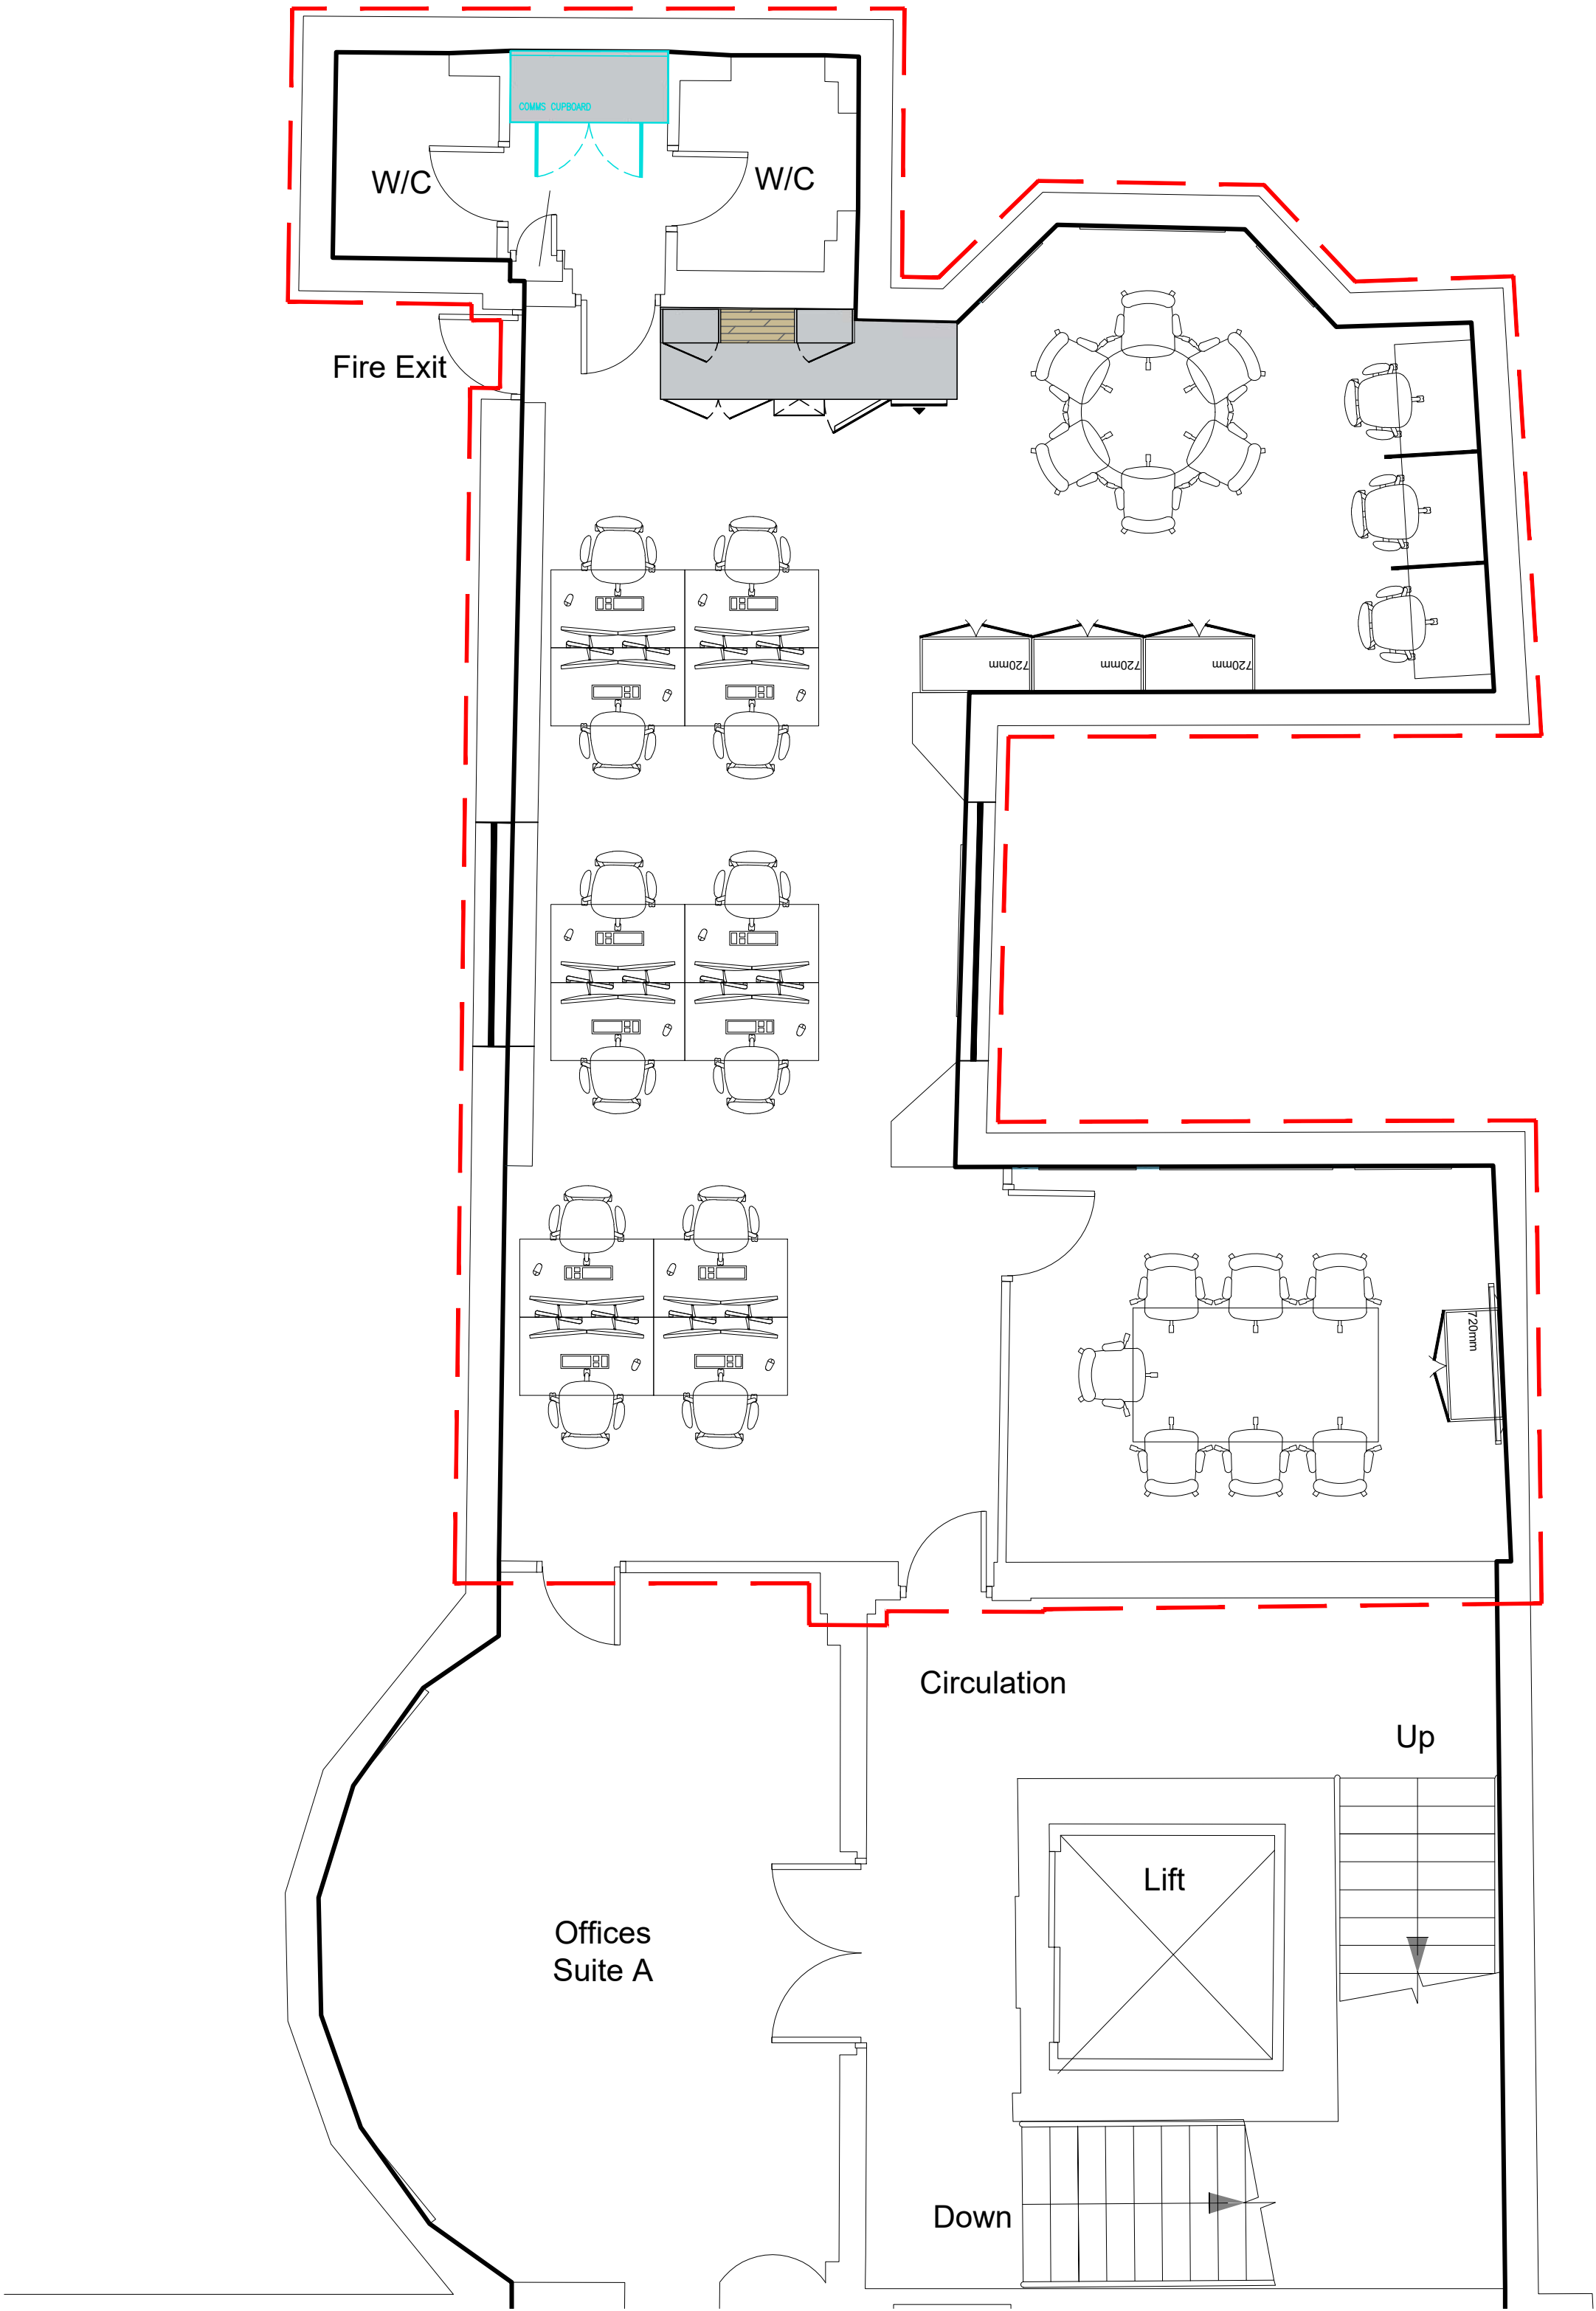 COMMS CUPBOARD
W/C
W/C
Fire Exit
720mm
720mm
720mm
720mm
Circulation
Up
Lift
Offices
Suite A
Down